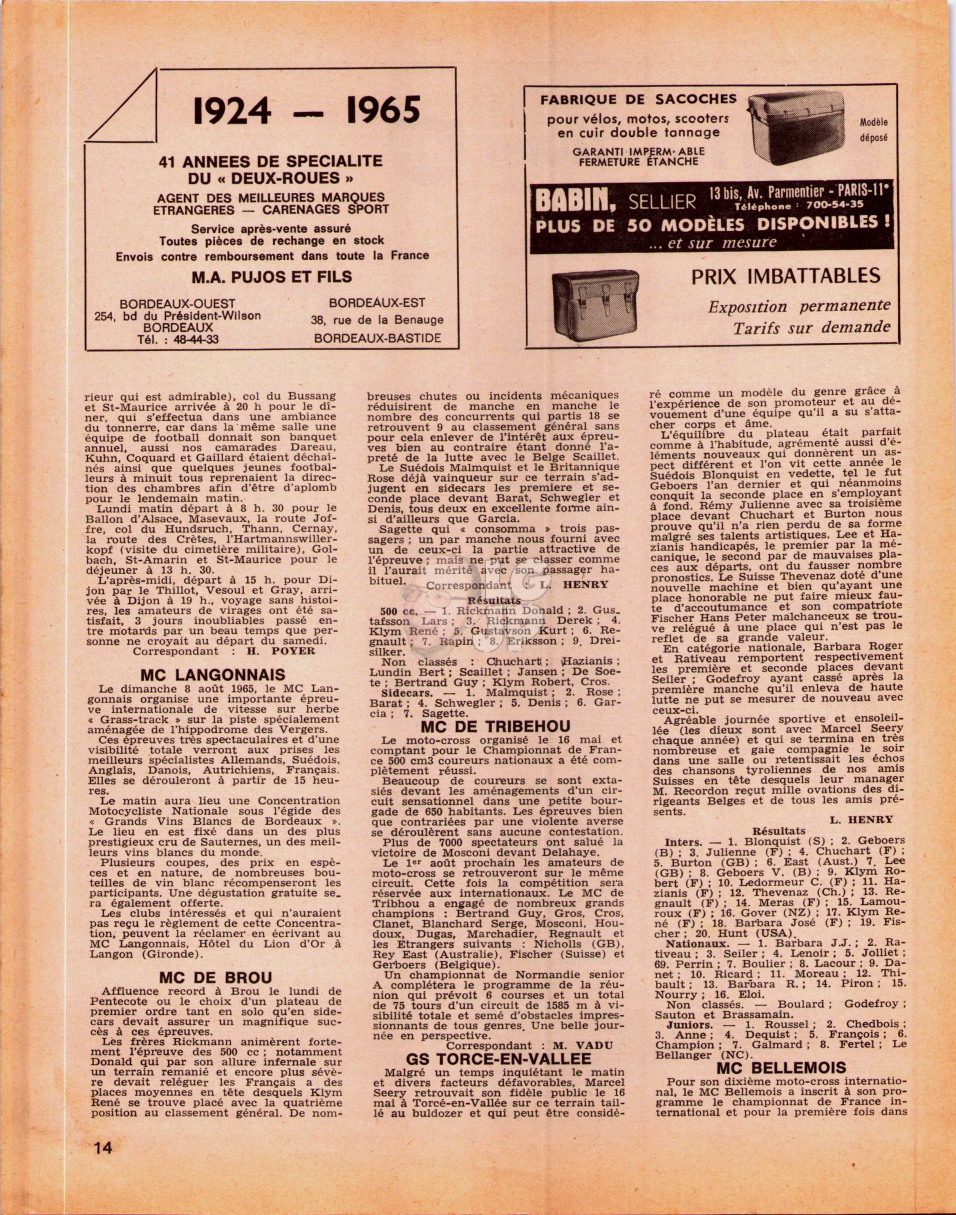 1924 — 1965
41 ANNEES DE SPECIALITE
DU « DEUX-ROUES »
AGENT DES MEILLEURES MARQUES
ETRANGERES — CARENAGES SPORT
Service après-vente assuré
Toutes pièces de rechange en stock
Envois contre remboursement dans toute la France
M.A. PUJOS ET FILS
BORDEAUX-OUEST
254, bd du Président-Wilson
BORDEAUX
Tél. : 48-44-33
BORDEAUX-EST
38, rue de la Benauge
BORDEAUX-BASTIDE
FABRIQUE DE SACOCHES
pour vélos, motos, scooters
en cuir double tannage
GARANTI IMPERM·ABLE
FERMETURE ÉTANCHE
Modèle
déposé
BABIN, SELLIER 13 bis, Av. Parmentier - PARIS-11e
Téléphone : 700-54-35
PLUS DE 50 MODÈLES DISPONIBLES !
... et sur mesure
PRIX IMBATTABLES
Exposition permanente
Tarifs sur demande
rieur qui est admirable), col du Bussang
et St-Maurice arrivée à 20 h pour le dî-
ner, qui s'effectua dans une ambiance
du tonnerre, car dans la même salle une
équipe de football donnait son banquet
annuel, aussi nos camarades Dareau,
Kuhn, Coquard et Gaillard étaient déchaî-
nés ainsi que quelques jeunes footbal-
leurs à minuit tous reprenaient la direc-
tion des chambres afin d'être d'aplomb
pour le lendemain matin.
Lundi matin départ à 8 h. 30 pour le
Ballon d'Alsace, Masevaux, la route Jof-
fre, col du Hundsruch, Thann, Cernay,
la route des Crètes, l'Hartmannswiller-
kopf (visite du cimetière militaire), Gol-
bach, St-Amarin et St-Maurice pour le
déjeuner à 13 h. 30.
L'après-midi, départ à 15 h. pour Di-
jon par le Thillot, Vesoul et Gray, arri-
vée à Dijon à 19 h., voyage sans histoi-
res, les amateurs de virages ont été sa-
tisfait, 3 jours inoubliables passé en-
tre motards par un beau temps que per-
sonne ne croyait au départ du samedi.
Correspondant : H. POYER
MC LANGONNAIS
Le dimanche 8 août 1965, le MC Lan-
gonnais organise une importante épreu-
ve internationale de vitesse sur herbe
« Grass-track » sur la piste spécialement
aménagée de l'hippodrome des Vergers.
Ces épreuves très spectaculaires et d'une
visibilité totale verront aux prises les
meilleurs spécialistes Allemands, Suédois,
Anglais, Danois, Autrichiens, Français.
Elles se dérouleront à partir de 15 heu-
res.
Le matin aura lieu une Concentration
Motocycliste Nationale sous l'égide des
« Grands Vins Blancs de Bordeaux ».
Le lieu en est fixé dans un des plus
prestigieux cru de Sauternes, un des meil-
leurs vins blancs du monde.
Plusieurs coupes, des prix en espè-
ces et en nature, de nombreuses bou-
teilles de vin blanc récompenseront les
participants. Une dégustation gratuite se_
ra également offerte.
Les clubs intéressés et qui n'auraient
pas reçu le règlement de cette Concentra-
tion, peuvent la réclamer en écrivant au
MC Langonnais, Hôtel du Lion d'Or à
Langon (Gironde).
MC DE BROU
Affluence record à Brou le lundi de
Pentecote ou le choix d'un plateau de
premier ordre tant en solo qu'en side-
cars devait assurer un magnifique suc-
cès à ces épreuves.
Les frères Rickmann animèrent forte-
ment l'épreuve des 500 cc ; notamment
Donald qui par son allure infernale sur
un terrain remanié et encore plus sévè-
re devait reléguer les Français a des
places moyennes en tête desquels Klym
René se trouve placé avec la quatrième
position au classement général. De nom-
breuses chutes ou incidents mécaniques
réduisirent de manche en manche le
nombre des concurrents qui partis 18 se
retrouvent 9 au classement général sans
pour cela enlever de l'intérêt aux épreu-
ves bien au contraire étant donné l'a-
preté de la lutte avec le Belge Scaillet.
Le Suédois Malmquist et le Britannique
Rose déjà vainqueur sur ce terrain s'ad-
jugent en sidecars les premiere et se-
conde place devant Barat, Schwegler et
Denis, tous deux en excellente forme ain-
si d'ailleurs que Garcia.
Sagette qui « consomma » trois pas-
sagers ; un par manche nous fourni avec
un de ceux-ci la partie attractive de
l'épreuve ; mais ne put se classer comme
il l'aurait mérité avec son passager ha-
bituel. Correspondant : L. HENRY
Résultats
500 cc. — 1. Rickmann Donald ; 2. Gus_
tafsson Lars ; 3. Rickmann Derek ; 4.
Klym René ; 5. Gustavson Kurt ; 6. Re-
gnault ; 7. Rapin ; 8. Eriksson ; 9. Drei-
silker.
Non classés : Chuchart ; Hazianis ;
Lundin Bert ; Scaillet ; Jansen ; De Soe-
te ; Bertrand Guy ; Klym Robert, Cros.
Sidecars. — 1. Malmquist ; 2. Rose ;
Barat ; 4. Schwegler ; 5. Denis ; 6. Gar-
cia ; 7. Sagette.
MC DE TRIBEHOU
Le moto-cross organisé le 16 mai et
comptant pour le Championnat de Fran-
ce 500 cm3 coureurs nationaux a été com-
plètement réussi.
Beaucoup de coureurs se sont exta-
siés devant les aménagements d'un cir-
cuit sensationnel dans une petite bour-
gade de 650 habitants. Les épreuves bien
que contrariées par une violente averse
se déroulèrent sans aucune contestation.
Plus de 7000 spectateurs ont salué la
victoire de Mosconi devant Delahaye.
Le 1er août prochain les amateurs de
moto-cross se retrouveront sur le même
circuit. Cette fois la compétition sera
réservée aux internationaux. Le MC de
Tribhou a engagé de nombreux grands
champions : Bertrand Guy, Gros, Cros,
Clanet, Blanchard Serge, Mosconi, Hou-
doux, Dugas, Marchadier, Regnault et
les Etrangers suivants : Nicholls (GB),
Rey East (Australie), Fischer (Suisse) et
Gerboers (Belgique).
Un championnat de Normandie senior
A complétera le programme de la réu-
nion qui prévoit 6 courses et un total
de 75 tours d'un circuit de 1585 m à vi-
sibilité totale et semé d'obstacles impres-
sionnants de tous genres. Une belle jour-
née en perspective.
Correspondant : M. VADU
GS TORCE-EN-VALLEE
Malgré un temps inquiétant le matin
et divers facteurs défavorables, Marcel
Seery retrouvait son fidèle public le 16
mai à Torcé-en-Vallée sur ce terrain tail-
lé au buldozer et qui peut être considé-
ré comme un modèle du genre grâce à
l'expérience de son promoteur et au dé-
vouement d'une équipe qu'il a su s'atta-
cher corps et âme.
L'équilibre du plateau était parfait
comme à l'habitude, agrémenté aussi d'é-
léments nouveaux qui donnèrent un as-
pect différent et l'on vit cette année le
Suédois Blonquist en vedette, tel le fut
Geboers l'an dernier et qui néanmoins
conquit la seconde place en s'employant
à fond. Rémy Julienne avec sa troisième
place devant Chuchart et Burton nous
prouve qu'il n'a rien perdu de sa forme
malgré ses talents artistiques. Lee et Ha-
zianis handicapés, le premier par la mé-
canique, le second par de mauvaises pla-
ces aux départs, ont du fausser nombre
pronostics. Le Suisse Thevenaz doté d'une
nouvelle machine et bien qu'ayant une
place honorable ne put faire mieux fau-
te d'accoutumance et son compatriote
Fischer Hans Peter malchanceux se trou-
ve relégué à une place qui n'est pas le
reflet de sa grande valeur.
En catégorie nationale, Barbara Roger
et Rativeau remportent respectivement
les première et seconde places devant
Seiler ; Godefroy ayant cassé après la
première manche qu'il enleva de haute
lutte ne put se mesurer de nouveau avec
ceux-ci.
Agréable journée sportive et ensoleil-
lée (les dieux sont avec Marcel Seery
chaque année) et qui se termina en très
nombreuse et gaie compagnie le soir
dans une salle ou retentissait les échos
des chansons tyroliennes de nos amis
Suisses en tête desquels leur manager
M. Recordon reçut mille ovations des di-
rigeants Belges et de tous les amis pré-
sents.
L. HENRY
Résultats
Inters. — 1. Blonquist (S) ; 2. Geboers
(B) ; 3. Julienne (F) ; 4. Chuchart (F) ;
5. Burton (GB) ; 6. East (Aust.) 7. Lee
(GB) ; 8. Geboers V. (B) ; 9. Klym Ro-
bert (F) ; 10. Ledormeur C. (F) ; 11. Ha-
zianis (F) ; 12. Thevenaz (Ch.) ; 13. Re-
gnault (F) ; 14. Meras (F) ; 15. Lamou-
roux (F) ; 16. Gover (NZ) ; 17. Klym Re-
né (F) ; 18. Barbara José (F) ; 19. Fis-
cher ; 20. Hunt (USA).
Nationaux. — 1. Barbara J.J. ; 2. Ra-
tiveau ; 3. Seiler ; 4. Lenoir ; 5. Jolliet ;
69. Perrin ; 7. Boulier ; 8. Lacour ; 9. Da-
net ; 10. Ricard ; 11. Moreau ; 12. Thi-
bault ; 13. Barbara R. ; 14. Piron ; 15.
Nourry ; 16. Eloi.
Non classés. — Boulard ; Godefroy ;
Sauton et Brassamain.
Juniors. — 1. Roussel ; 2. Chedbois ;
3. Anne ; 4. Dequist ; 5. François ; 6.
Champion ; 7. Galmard ; 8. Fertel ; Le
Bellanger (NC).
MC BELLEMOIS
Pour son dixième moto-cross internatio-
nal, le MC Bellemois a inscrit à son pro-
gramme le championnat de France in-
ternational et pour la première fois dans
14